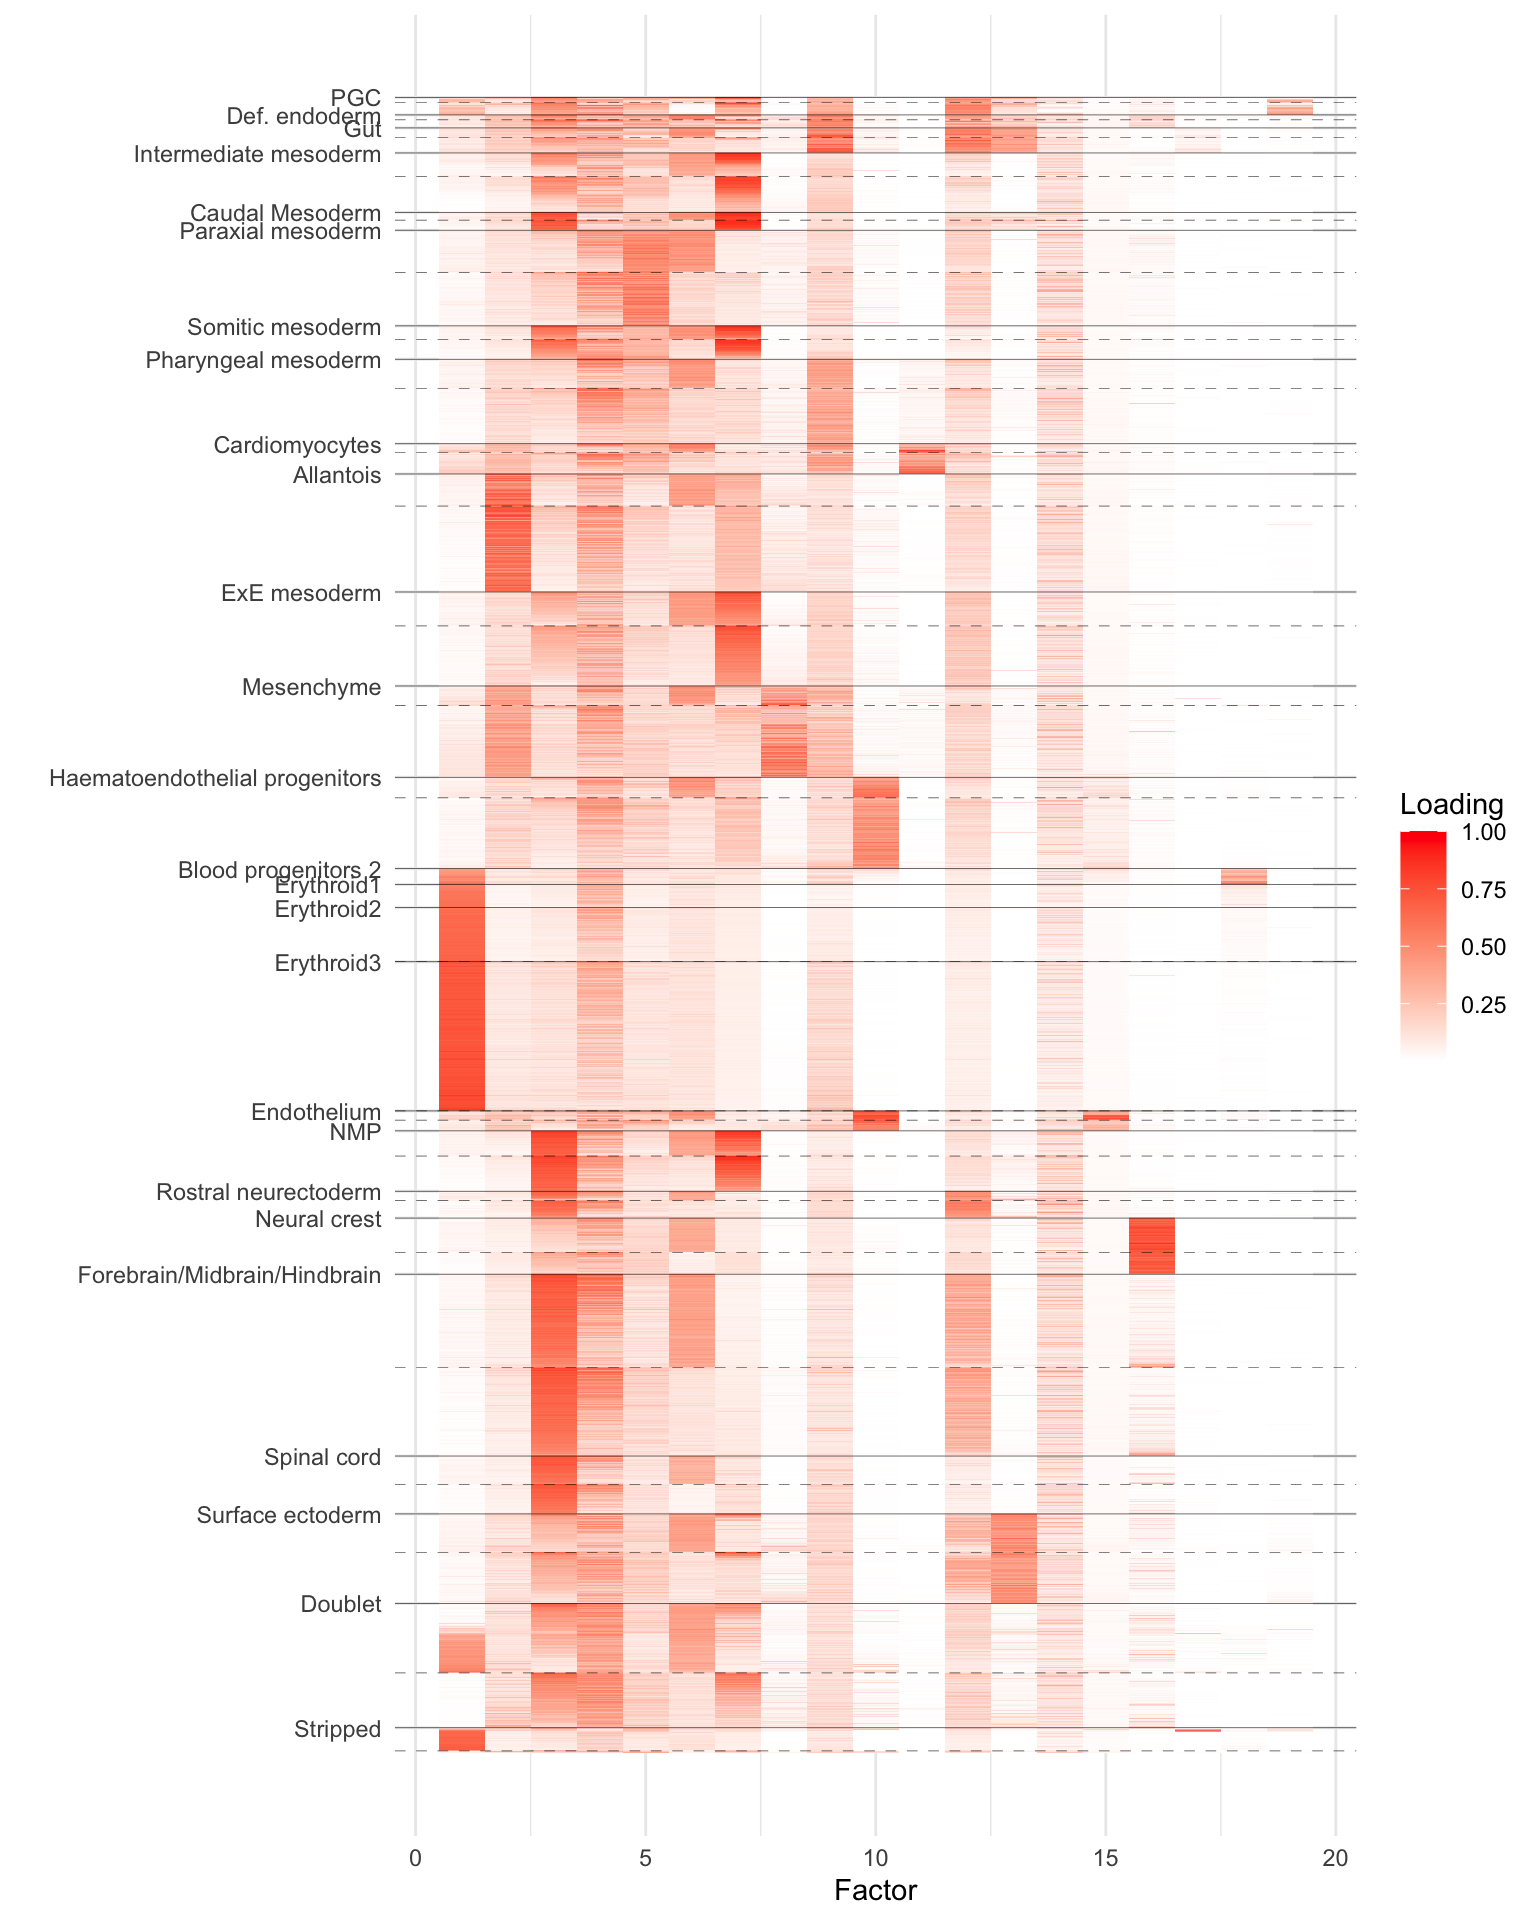 PGC
Def. endoderm
Gut
Intermediate mesoderm
Caudal Mesoderm
Paraxial mesoderm
Somitic mesoderm
Pharyngeal mesoderm
Cardiomyocytes
Allantois
ExE mesoderm
Mesenchyme
Haematoendothelial progenitors
Blood progenitors 2
Erythroid1
Erythroid2
Erythroid3
Endothelium
NMP
Rostral neurectoderm
Neural crest
Forebrain/Midbrain/Hindbrain
Spinal cord
Surface ectoderm
Doublet
Stripped
0 5 10 15 20
Factor
Loading
1.00
0.75
0.50
0.25